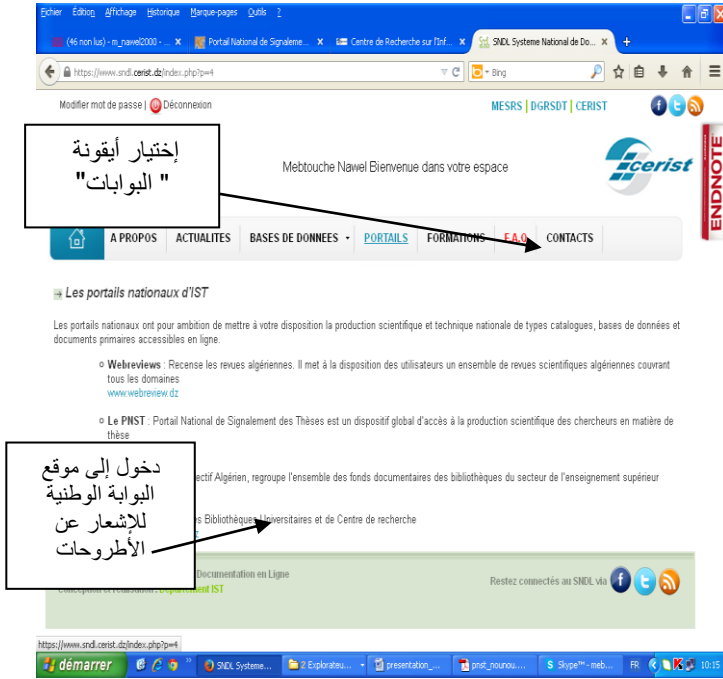 Fichier Édition Affichage Historique Marque-pages Outils ?
(46 non lus) - m_nawel2000 - ... Portail National de Signaleme... Centre de Recherche sur l'Inf... SNDL Systeme National de Do...
https://www.sndl.cerist.dz/index.php?p=4 Bing
Modifier mot de passe | Déconnexion MESRS | DGRSDT | CERIST
إختيار أيقونة
" البوابات"
Mebtouche Nawel Bienvenue dans votre espace
cerist
ENDNOTE
A PROPOS ACTUALITES BASES DE DONNEES PORTAILS FORMATIONS F.A.Q CONTACTS
Les portails nationaux d'IST
Les portails nationaux ont pour ambition de mettre à votre disposition la production scientifique et technique nationale de types catalogues, bases de données et
documents primaires accessibles en ligne.
Webreviews : Recense les revues algériennes. Il met à la disposition des utilisateurs un ensemble de revues scientifiques algériennes couvrant
tous les domaines
www.webreview.dz
Le PNST : Portail National de Signalement des Thèses est un dispositif global d'accès à la production scientifique des chercheurs en matière de
thèse
دخول إلى موقع
البوابة الوطنية
للإشعار عن
الأطروحات
ectif Algérien, regroupe l'ensemble des fonds documentaires des bibliothèques du secteur de l'enseignement supérieur
es Bibliothèques Universitaires et de Centre de recherche
z
Documentation en Ligne
Conception et réalisation : Département IST
Restez connectés au SNDL via
https://www.sndl.cerist.dz/index.php?p=4
démarrer SNDL Systeme... 2 Explorateu... presentation_... pnst_nounou.... Skype™ - meb... FR 10:15